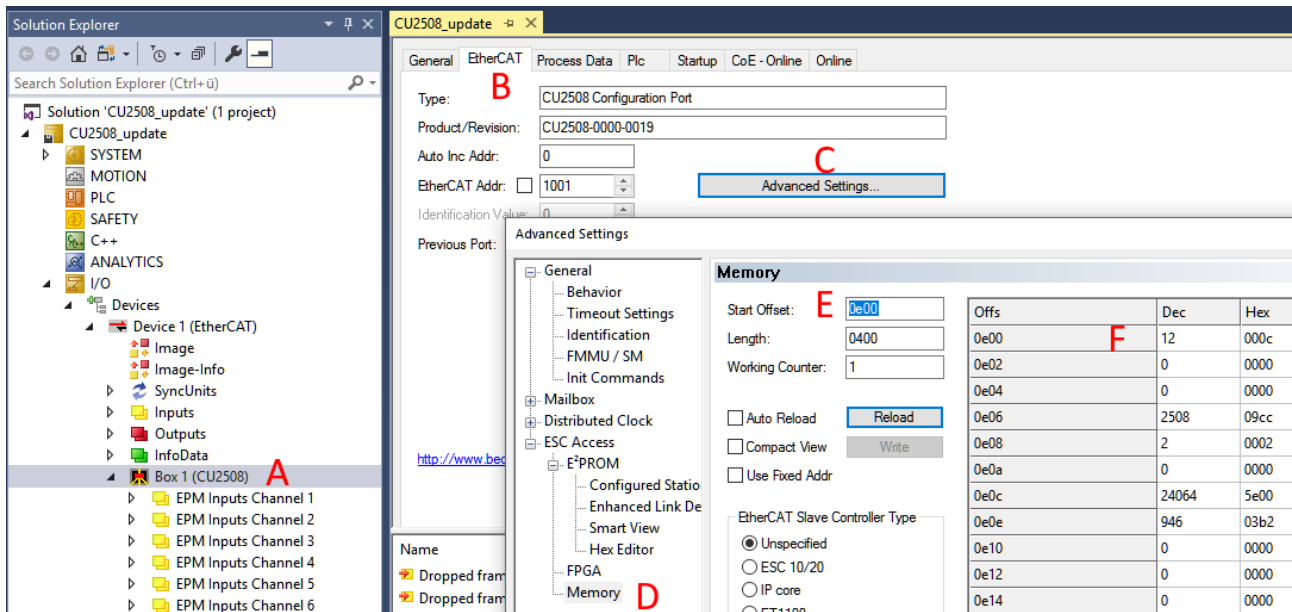 Solution Explorer
Search Solution Explorer (Ctrl+ü)
Solution 'CU2508_update' (1 project)
CU2508_update
SYSTEM
MOTION
PLC
SAFETY
C++
ANALYTICS
I/O
Devices
Device 1 (EtherCAT)
Image
Image-Info
SyncUnits
Inputs
Outputs
InfoData
Box 1 (CU2508) A
EPM Inputs Channel 1
EPM Inputs Channel 2
EPM Inputs Channel 3
EPM Inputs Channel 4
EPM Inputs Channel 5
EPM Inputs Channel 6
CU2508_update
General EtherCAT Process Data Plc Startup CoE - Online Online
B
Type: CU2508 Configuration Port
Product/Revision: CU2508-0000-0019
Auto Inc Addr: 0
C
EtherCAT Addr: 1001 Advanced Settings...
Identification Value: 0
Previous Port:
http://www.bec
Name
Dropped fram
Dropped fram
Advanced Settings
General
Behavior
Timeout Settings
Identification
FMMU / SM
Init Commands
Mailbox
Distributed Clock
ESC Access
E²PROM
Configured Statio
Enhanced Link De
Smart View
Hex Editor
FPGA
Memory D
Memory
Start Offset: E 0e00
Length: 0400
Working Counter: 1
Auto Reload Reload
Compact View Write
Use Fixed Addr
EtherCAT Slave Controller Type
Unspecified
ESC 10/20
IP core
ET1100
Offs Dec Hex
0e00 F 12 000c
0e02 0 0000
0e04 0 0000
0e06 2508 09cc
0e08 2 0002
0e0a 0 0000
0e0c 24064 5e00
0e0e 946 03b2
0e10 0 0000
0e12 0 0000
0e14 0 0000